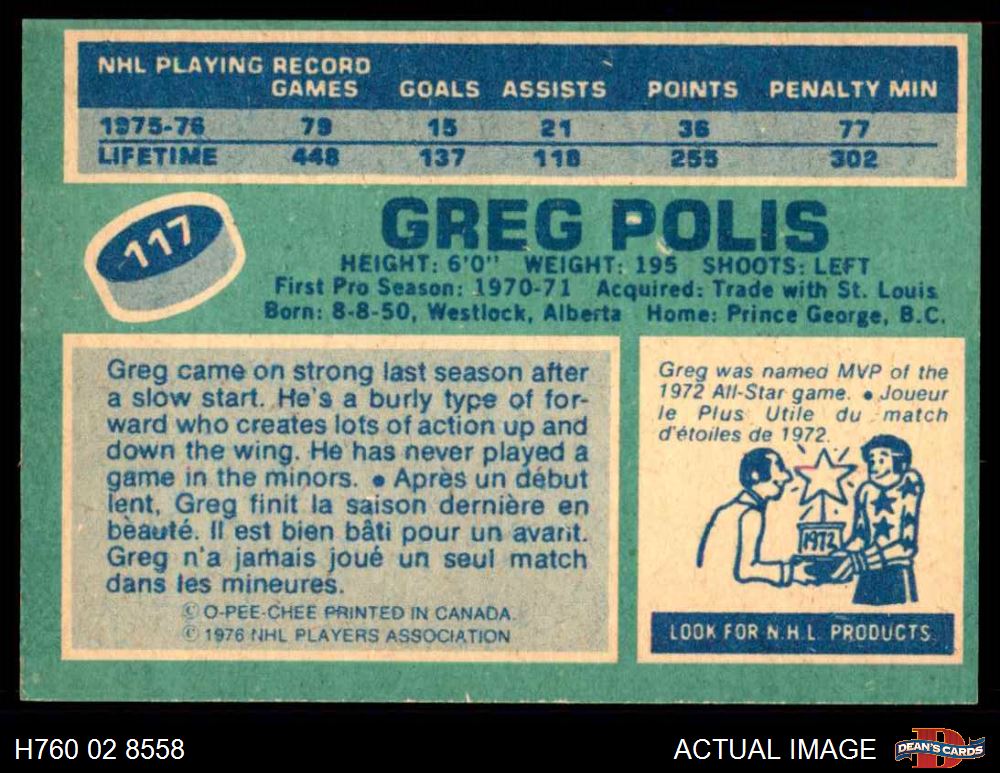 NHL PLAYING RECORD
GAMES GOALS ASSISTS POINTS PENALTY MIN
1975-76 79 15 21 36 77
LIFETIME 448 137 118 255 302
117
GREG POLIS
HEIGHT: 6'0" WEIGHT: 195 SHOOTS: LEFT
First Pro Season: 1970-71 Acquired: Trade with St. Louis
Born: 8-8-50, Westlock, Alberta Home: Prince George, B.C.
Greg came on strong last season after
a slow start. He's a burly type of for-
ward who creates lots of action up and
down the wing. He has never played a
game in the minors. • Après un début
lent, Greg finit la saison dernière en
beauté. Il est bien bâti pour un avant.
Greg n'a jamais joué un seul match
dans les mineures.
© O-PEE-CHEE PRINTED IN CANADA.
© 1976 NHL PLAYERS ASSOCIATION
Greg was named MVP of the
1972 All-Star game. • Joueur
le Plus Utile du match
d'étoiles de 1972.
1972
LOOK FOR N.H.L. PRODUCTS
H760 02 8558
ACTUAL IMAGE
D
DEAN'S CARDS